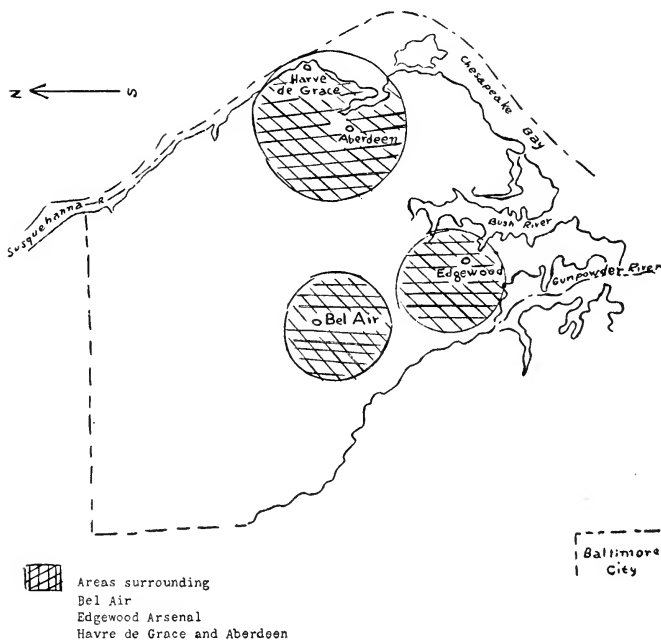 N
S
Harve
de Grace
Aberdeen
Chesapeake
Bay
Susquehanna R.
Bush River
Edgewood
Gunpowder River
Bel Air
Baltimore
City
Areas surrounding
Bel Air
Edgewood Arsenal
Havre de Grace and Aberdeen